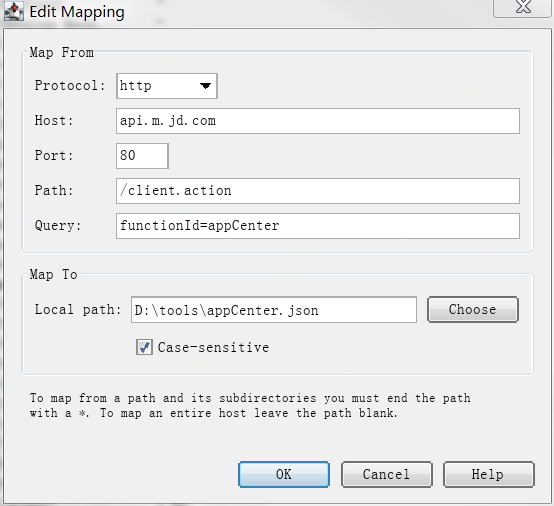 Edit Mapping
Map From
Protocol: http
Host: api.m.jd.com
Port: 80
Path: /client.action
Query: functionId=appCenter
Map To
Local path: D:\tools\appCenter.json Choose
Case-sensitive
To map from a path and its subdirectories you must end the path
with a *. To map an entire host leave the path blank.
OK Cancel Help